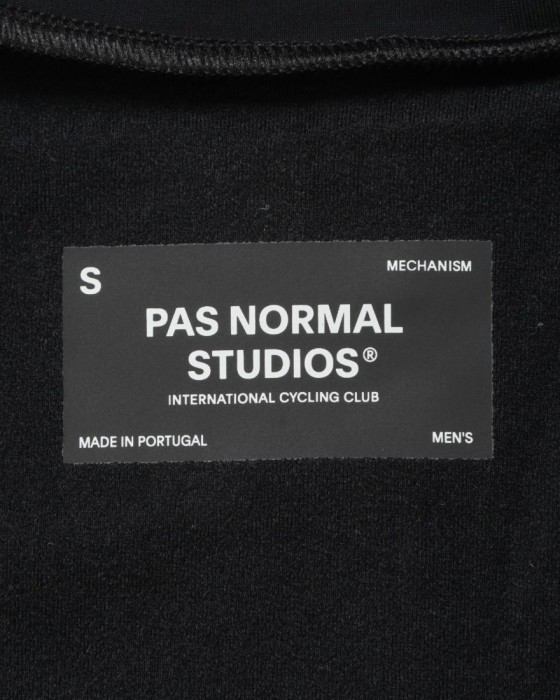 S
MECHANISM
PAS NORMAL
STUDIOS®
INTERNATIONAL CYCLING CLUB
MADE IN PORTUGAL
MEN'S